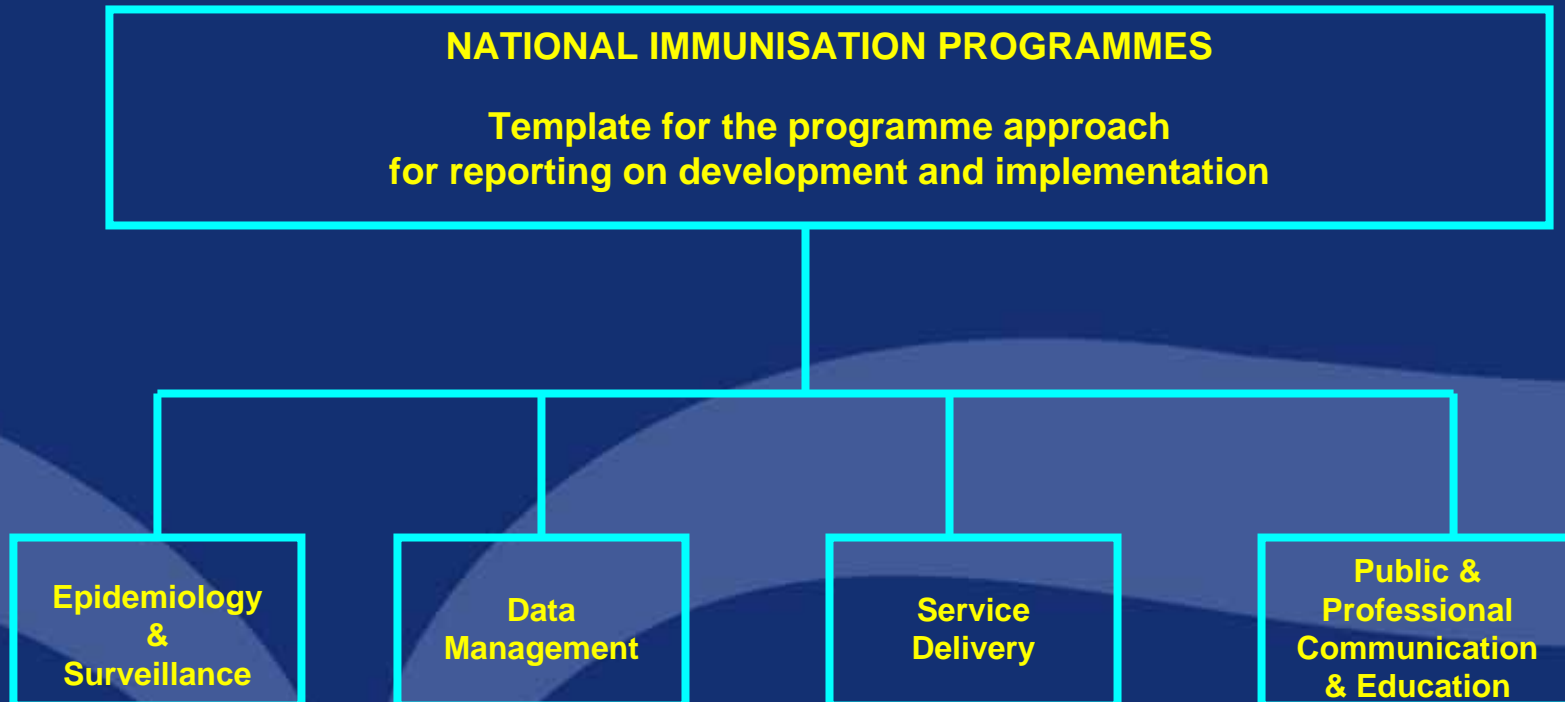 NATIONAL IMMUNISATION PROGRAMMES
Template for the programme approach
for reporting on development and implementation
Epidemiology
&
Surveillance
Data
Management
Service
Delivery
Public &
Professional
Communication
& Education